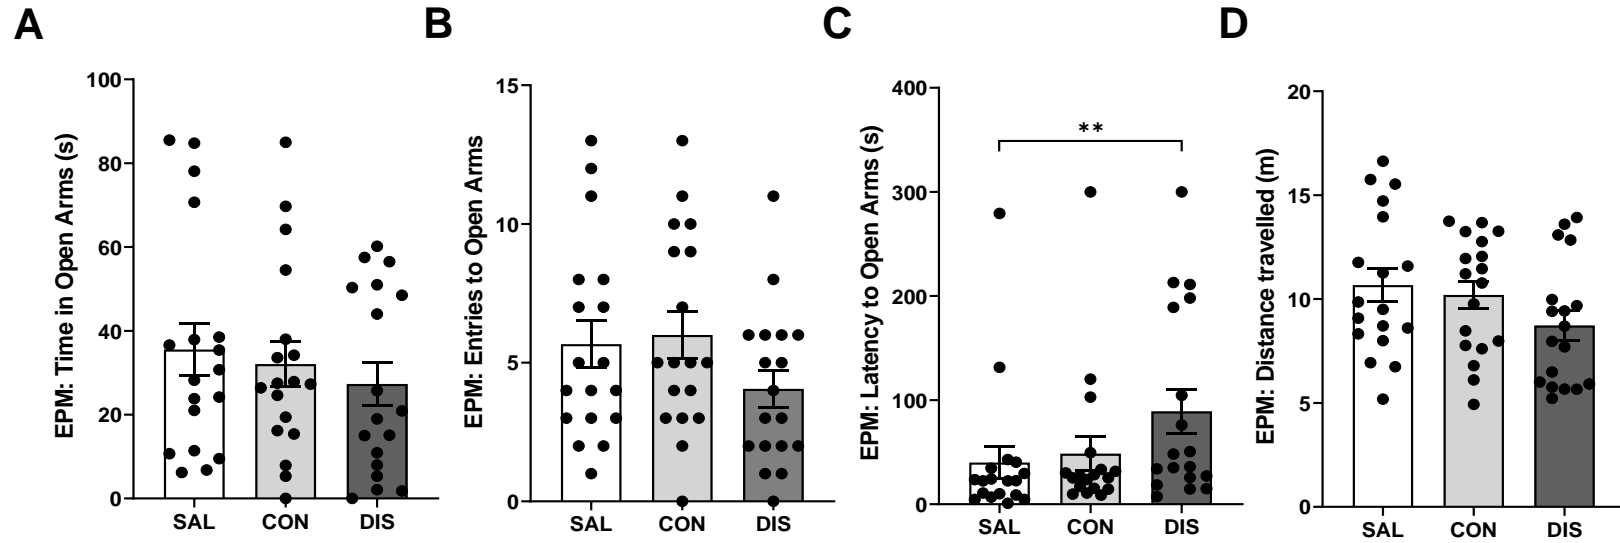 A
B
C
D
EPM: Time in Open Arms (s)
100
80
60
40
20
0
SAL CON DIS
EPM: Entries to Open Arms
15
10
5
0
SAL CON DIS
EPM: Latency to Open Arms (s)
400
300
200
100
0
**
SAL CON DIS
EPM: Distance travelled (m)
20
15
10
5
0
SAL CON DIS